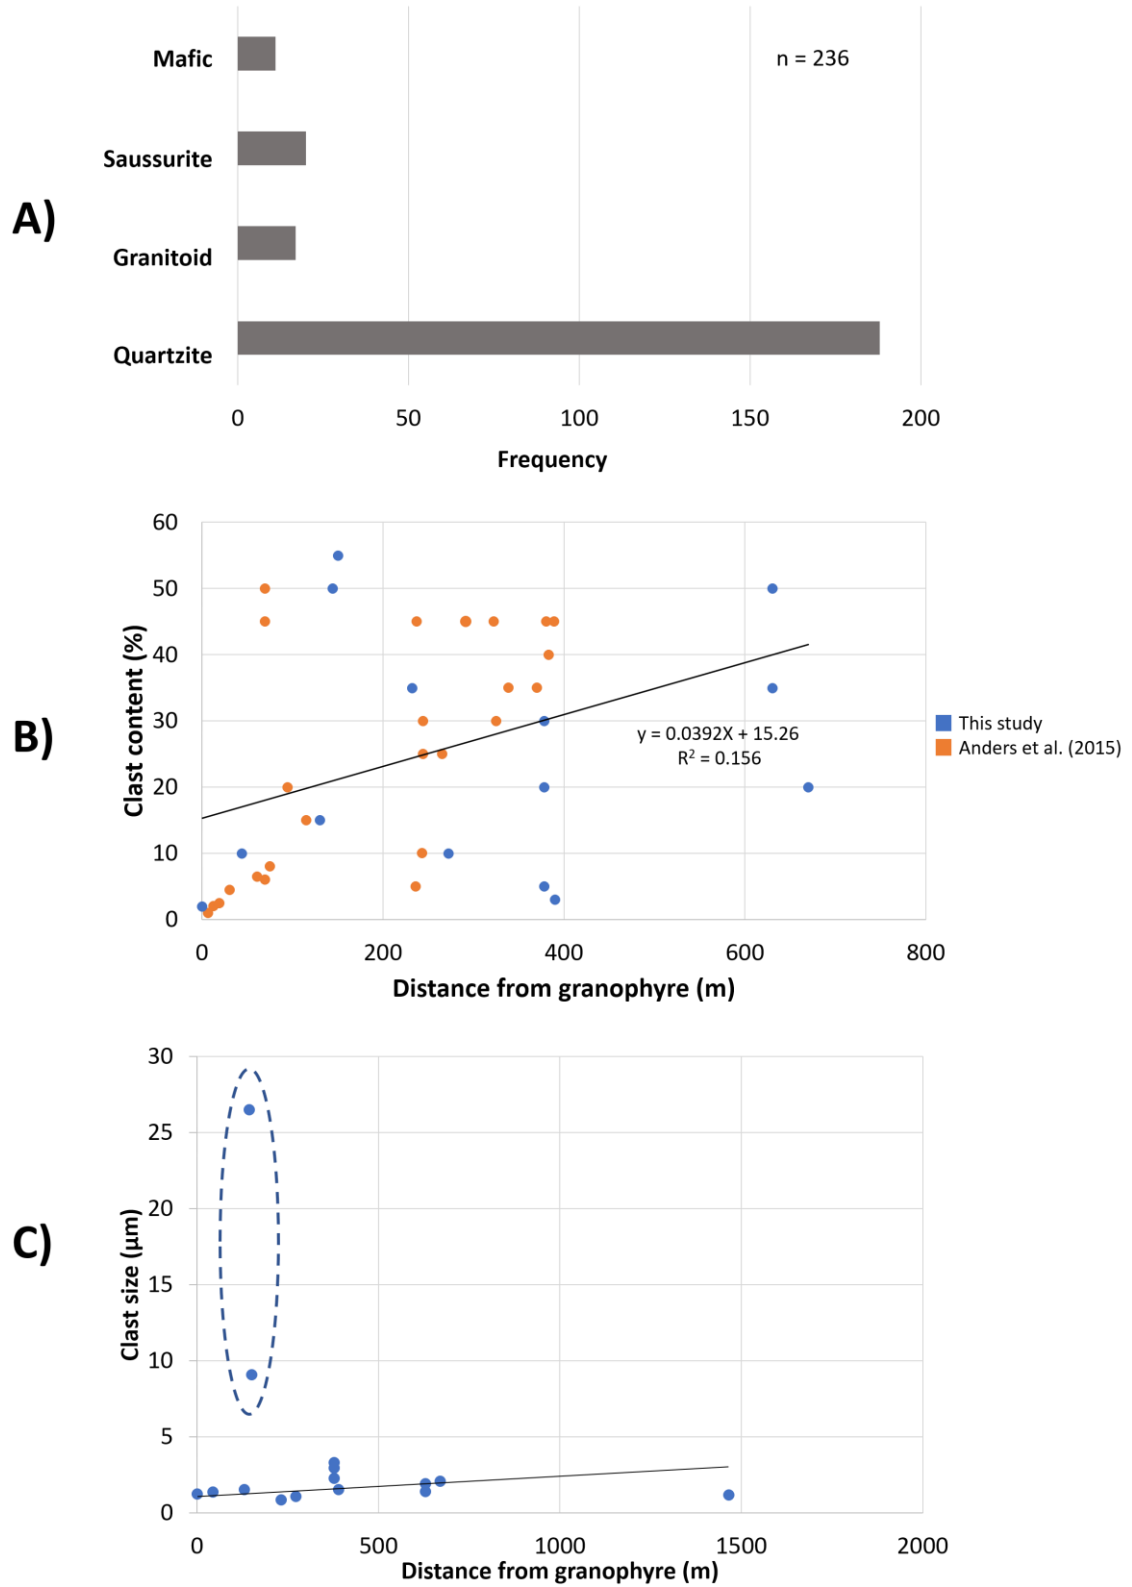 A)
Mafic
n = 236
Saussurite
Granitoid
Quartzite
0 50 100 150 200
Frequency
B)
Clast content (%)
60
50
40
30
20
10
0
y = 0.0392X + 15.26
R² = 0.156
This study
Anders et al. (2015)
0 200 400 600 800
Distance from granophyre (m)
C)
Clast size (μm)
30
25
20
15
10
5
0
0 500 1000 1500 2000
Distance from granophyre (m)